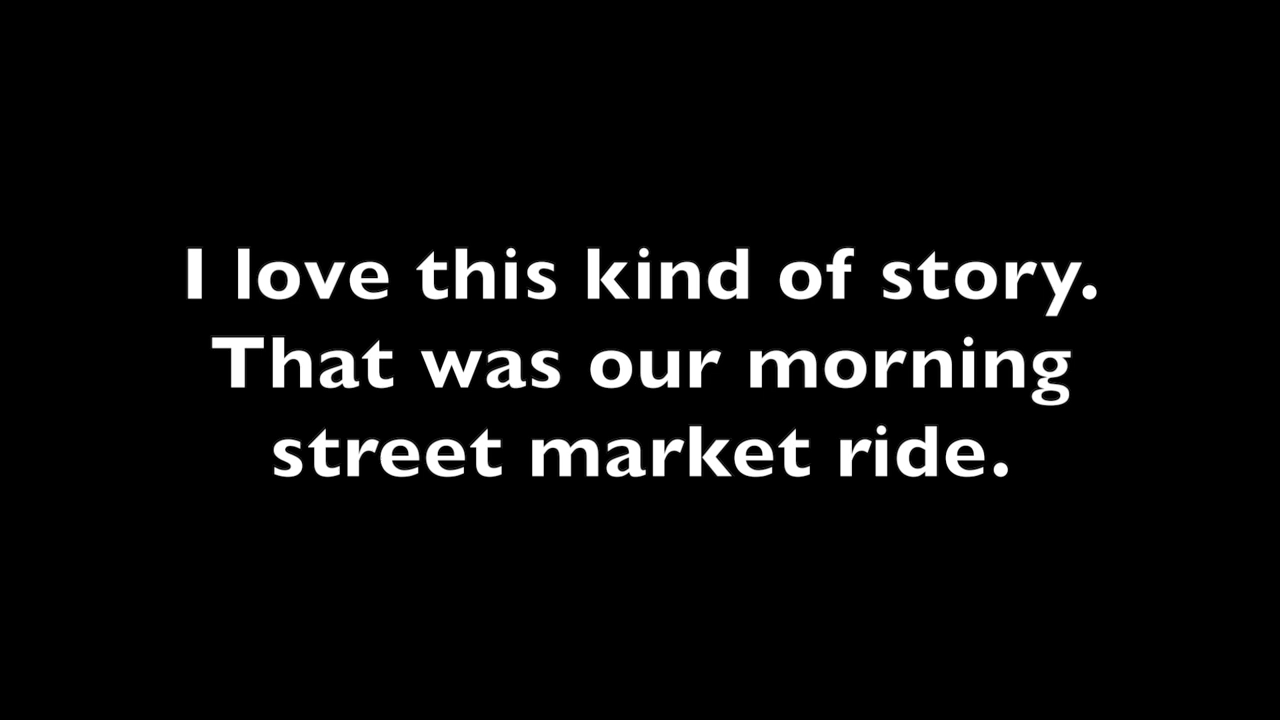 I love this kind of story.
That was our morning
street market ride.